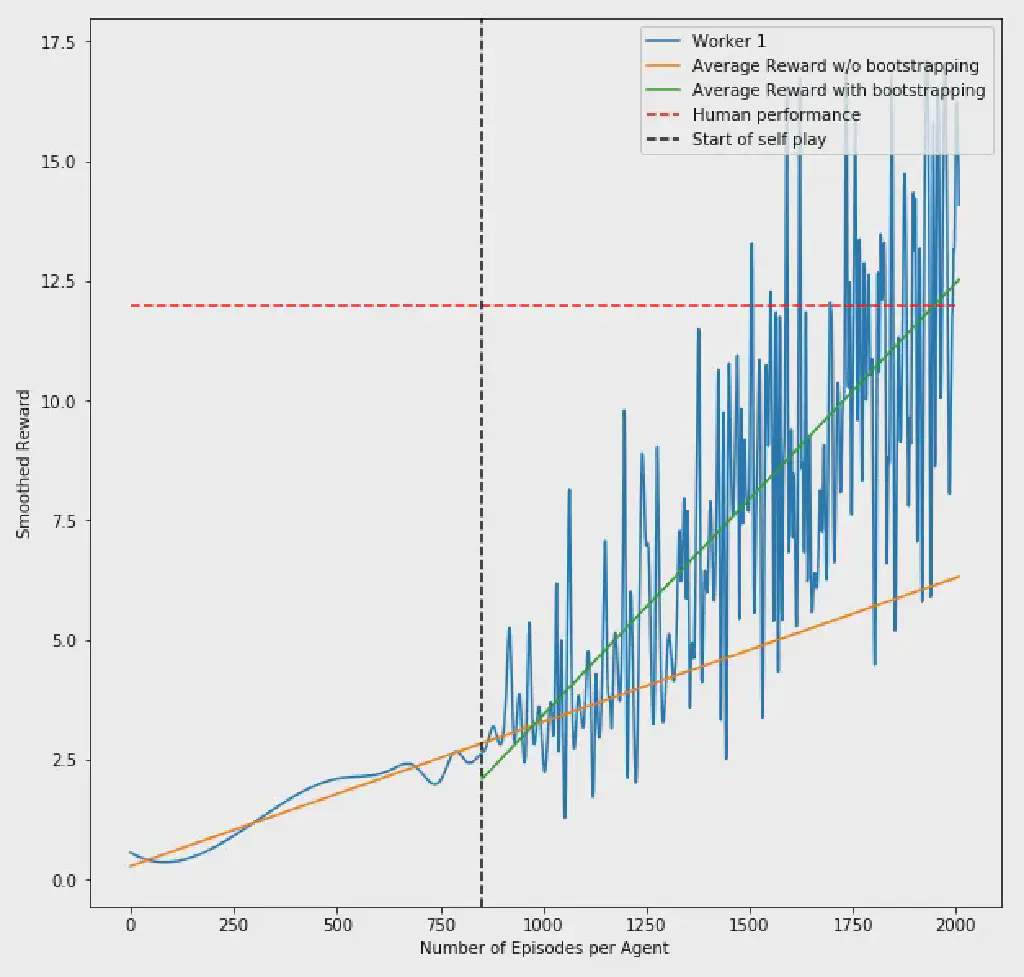 17.5
15.0
12.5
10.0
7.5
5.0
2.5
0.0
Smoothed Reward
Worker 1
Average Reward w/o bootstrapping
Average Reward with bootstrapping
Human performance
Start of self play
0 250 500 750 1000 1250 1500 1750 2000
Number of Episodes per Agent